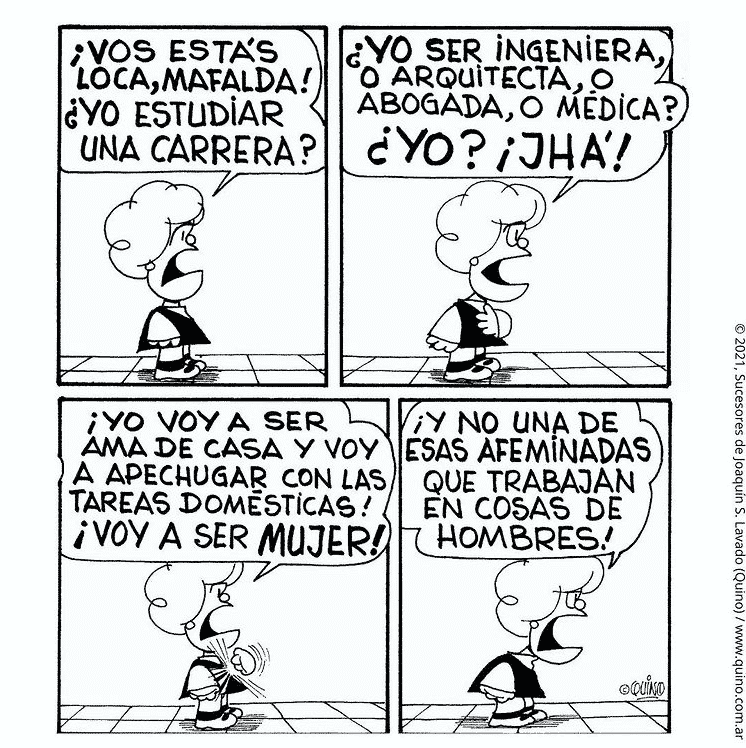 ¡VOS ESTÁS
LOCA, MAFALDA!
¿YO ESTUDIAR
UNA CARRERA?
¿YO SER INGENIERA,
O ARQUITECTA, O
ABOGADA, O MÉDICA?
¿YO? ¡JHA!
¡YO VOY A SER
AMA DE CASA Y VOY
A APECHUGAR CON LAS
TAREAS DOMÉSTICAS!
¡VOY A SER MUJER!
¡Y NO UNA DE
ESAS AFEMINADAS
QUE TRABAJAN
EN COSAS DE
HOMBRES!
©QUINO
© 2021, Sucesores de Joaquín S. Lavado (Quino) / www.quino.com.ar